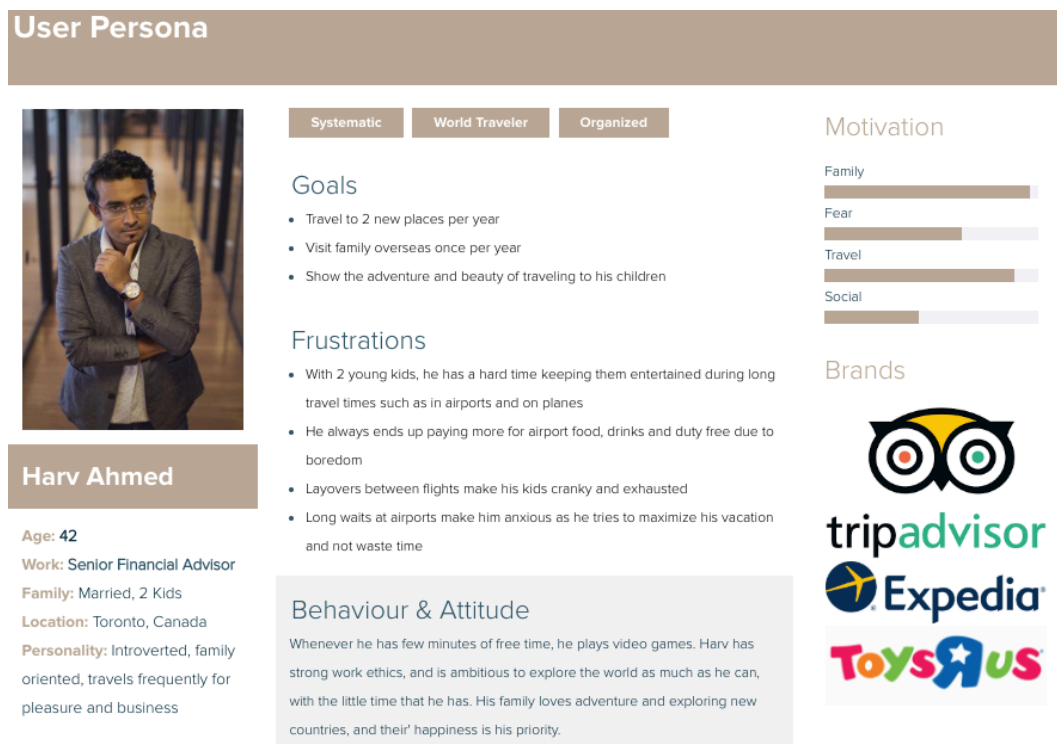 User Persona
Systematic
World Traveler
Organized
Goals
Travel to 2 new places per year
Visit family overseas once per year
Show the adventure and beauty of traveling to his children
Frustrations
With 2 young kids, he has a hard time keeping them entertained during long
travel times such as in airports and on planes
He always ends up paying more for airport food, drinks and duty free due to
boredom
Layovers between flights make his kids cranky and exhausted
Long waits at airports make him anxious as he tries to maximize his vacation
and not waste time
Behaviour & Attitude
Whenever he has few minutes of free time, he plays video games. Harv has
strong work ethics, and is ambitious to explore the world as much as he can,
with the little time that he has. His family loves adventure and exploring new
countries, and their' happiness is his priority.
Harv Ahmed
Age: 42
Work: Senior Financial Advisor
Family: Married, 2 Kids
Location: Toronto, Canada
Personality: Introverted, family
oriented, travels frequently for
pleasure and business
Motivation
Family
Fear
Travel
Social
Brands
tripadvisor
Expedia
ToysRus